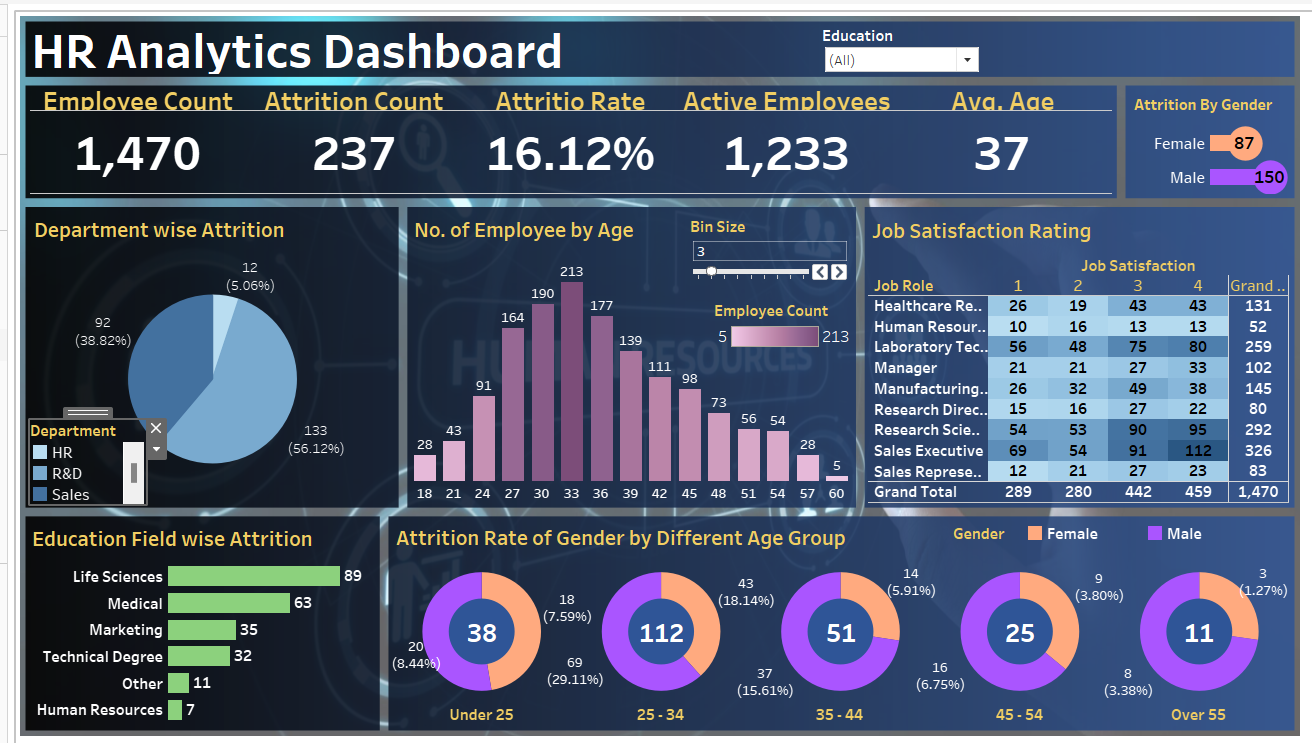 HR Analytics Dashboard
Education
(All)
Employee Count Attrition Count Attritio Rate Active Employees Avg. Age
1,470 237 16.12% 1,233 37
Attrition By Gender
Female 87
Male 150
Department wise Attrition
12
(5.06%)
92
(38.82%)
133
(56.12%)
Department
HR
R&D
Sales
No. of Employee by Age
Bin Size
3
Employee Count
5 213
28 43 91 164 190 213 177 139 111 98 73 56 54 28 5
18 21 24 27 30 33 36 39 42 45 48 51 54 57 60
HUMAN RESOURCES
Job Satisfaction Rating
Job Satisfaction
Job Role 1 2 3 4 Grand ..
Healthcare Re.. 26 19 43 43 131
Human Resour.. 10 16 13 13 52
Laboratory Tec.. 56 48 75 80 259
Manager 21 21 27 33 102
Manufacturing.. 26 32 49 38 145
Research Direc.. 15 16 27 22 80
Research Scie.. 54 53 90 95 292
Sales Executive 69 54 91 112 326
Sales Represe.. 12 21 27 23 83
Grand Total 289 280 442 459 1,470
Education Field wise Attrition
Life Sciences 89
Medical 63
Marketing 35
Technical Degree 32
Other 11
Human Resources 7
Attrition Rate of Gender by Different Age Group
Gender Female Male
38
18
(7.59%)
20
(8.44%)
Under 25
112
43
(18.14%)
69
(29.11%)
25 - 34
51
14
(5.91%)
37
(15.61%)
35 - 44
25
9
(3.80%)
16
(6.75%)
45 - 54
11
3
(1.27%)
8
(3.38%)
Over 55